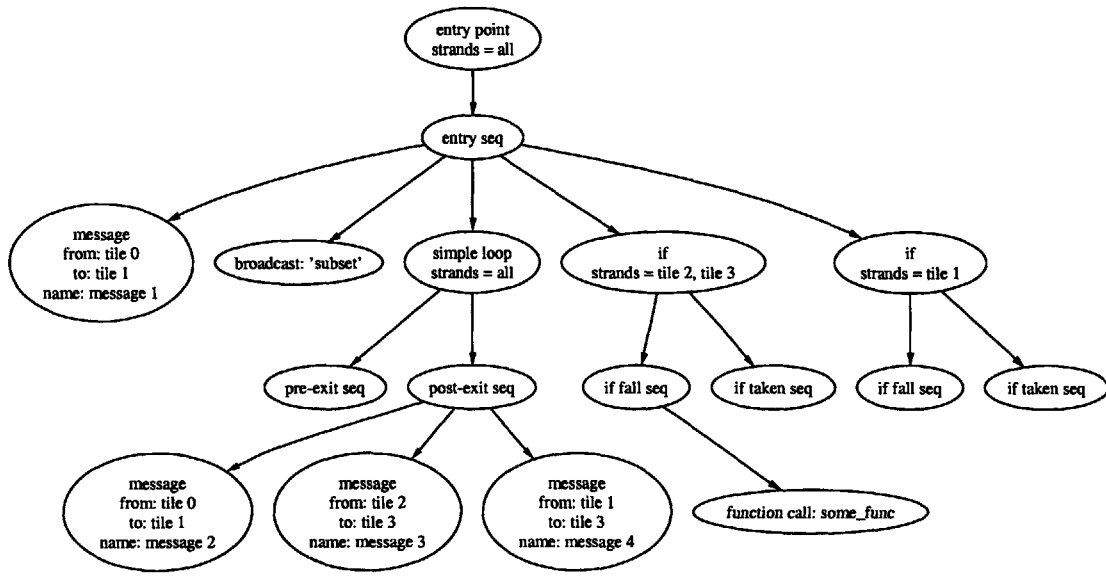 entry point
strands = all
entry seq
message
from: tile 0
to: tile 1
name: message 1
broadcast: 'subset'
simple loop
strands = all
if
strands = tile 2, tile 3
if
strands = tile 1
pre-exit seq
post-exit seq
if fall seq
if taken seq
if fall seq
if taken seq
message
from: tile 0
to: tile 1
name: message 2
message
from: tile 2
to: tile 3
name: message 3
message
from: tile 1
to: tile 3
name: message 4
function call: some_func